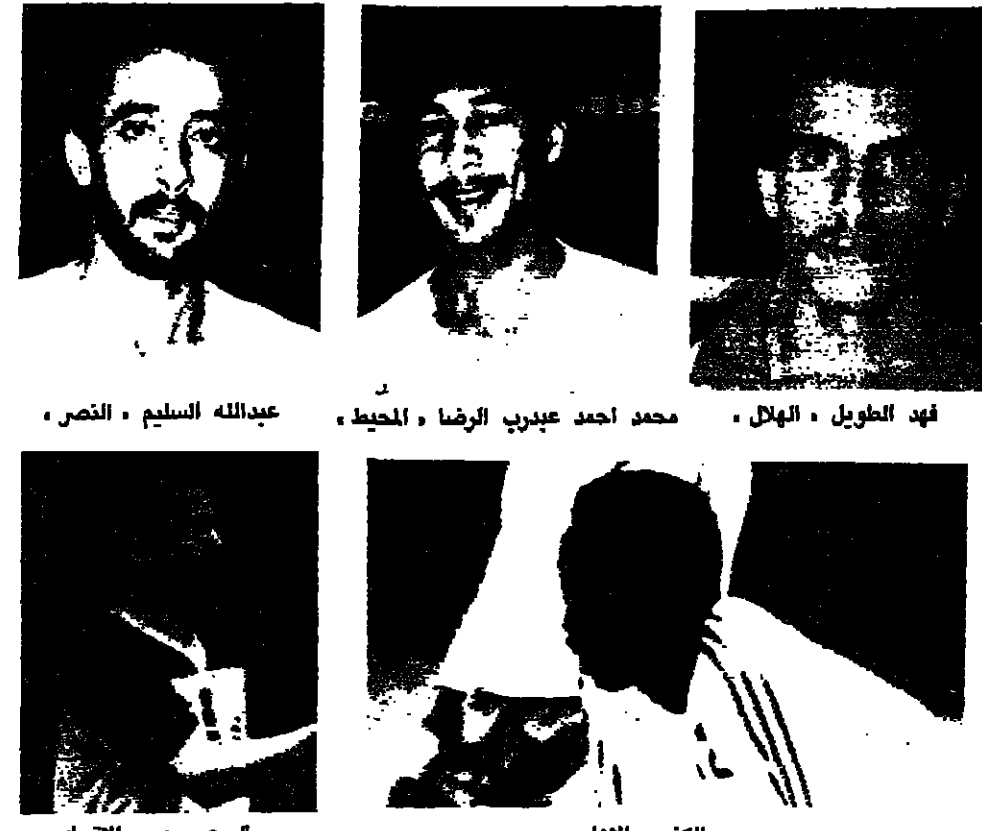 فهد الطويل « الهلال »
محمد احمد عبدرب الرضا « المحيط »
عبدالله السليم « النصر »